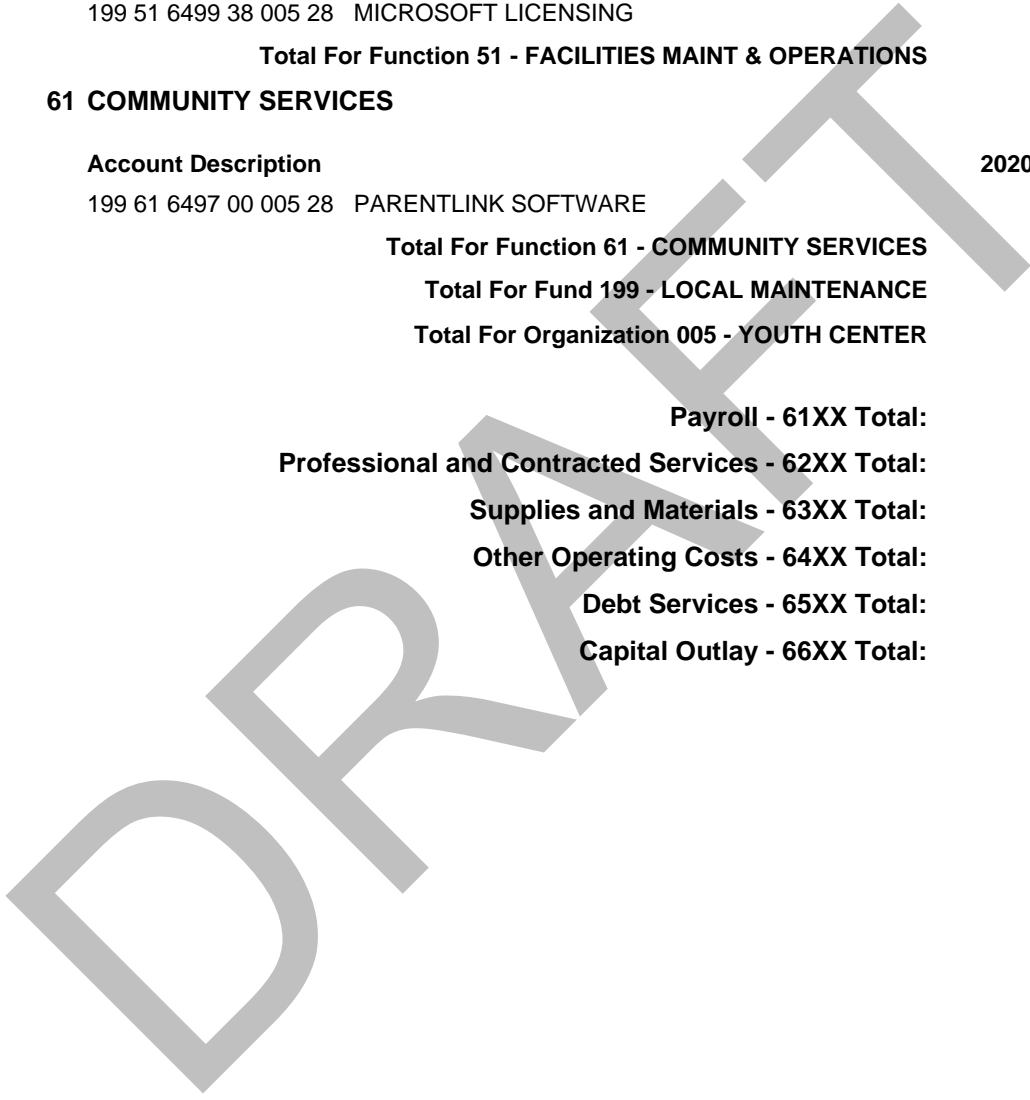 199 51 6499 38 005 28 MICROSOFT LICENSING
Total For Function 51 - FACILITIES MAINT & OPERATIONS
61 COMMUNITY SERVICES
Account Description 2020
199 61 6497 00 005 28 PARENTLINK SOFTWARE
Total For Function 61 - COMMUNITY SERVICES
Total For Fund 199 - LOCAL MAINTENANCE
Total For Organization 005 - YOUTH CENTER
Payroll - 61XX Total:
Professional and Contracted Services - 62XX Total:
Supplies and Materials - 63XX Total:
Other Operating Costs - 64XX Total:
Debt Services - 65XX Total:
Capital Outlay - 66XX Total:
DRAFT